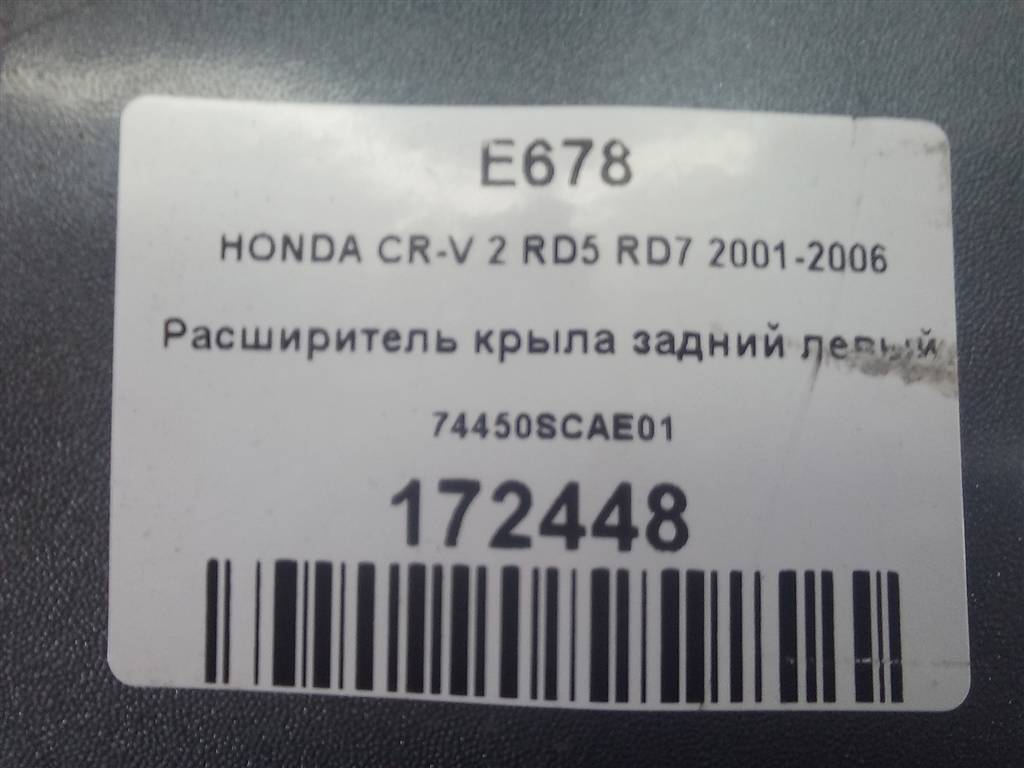 E678
HONDA CR-V 2 RD5 RD7 2001-2006
Расширитель крыла задний левый
74450SCAE01
172448